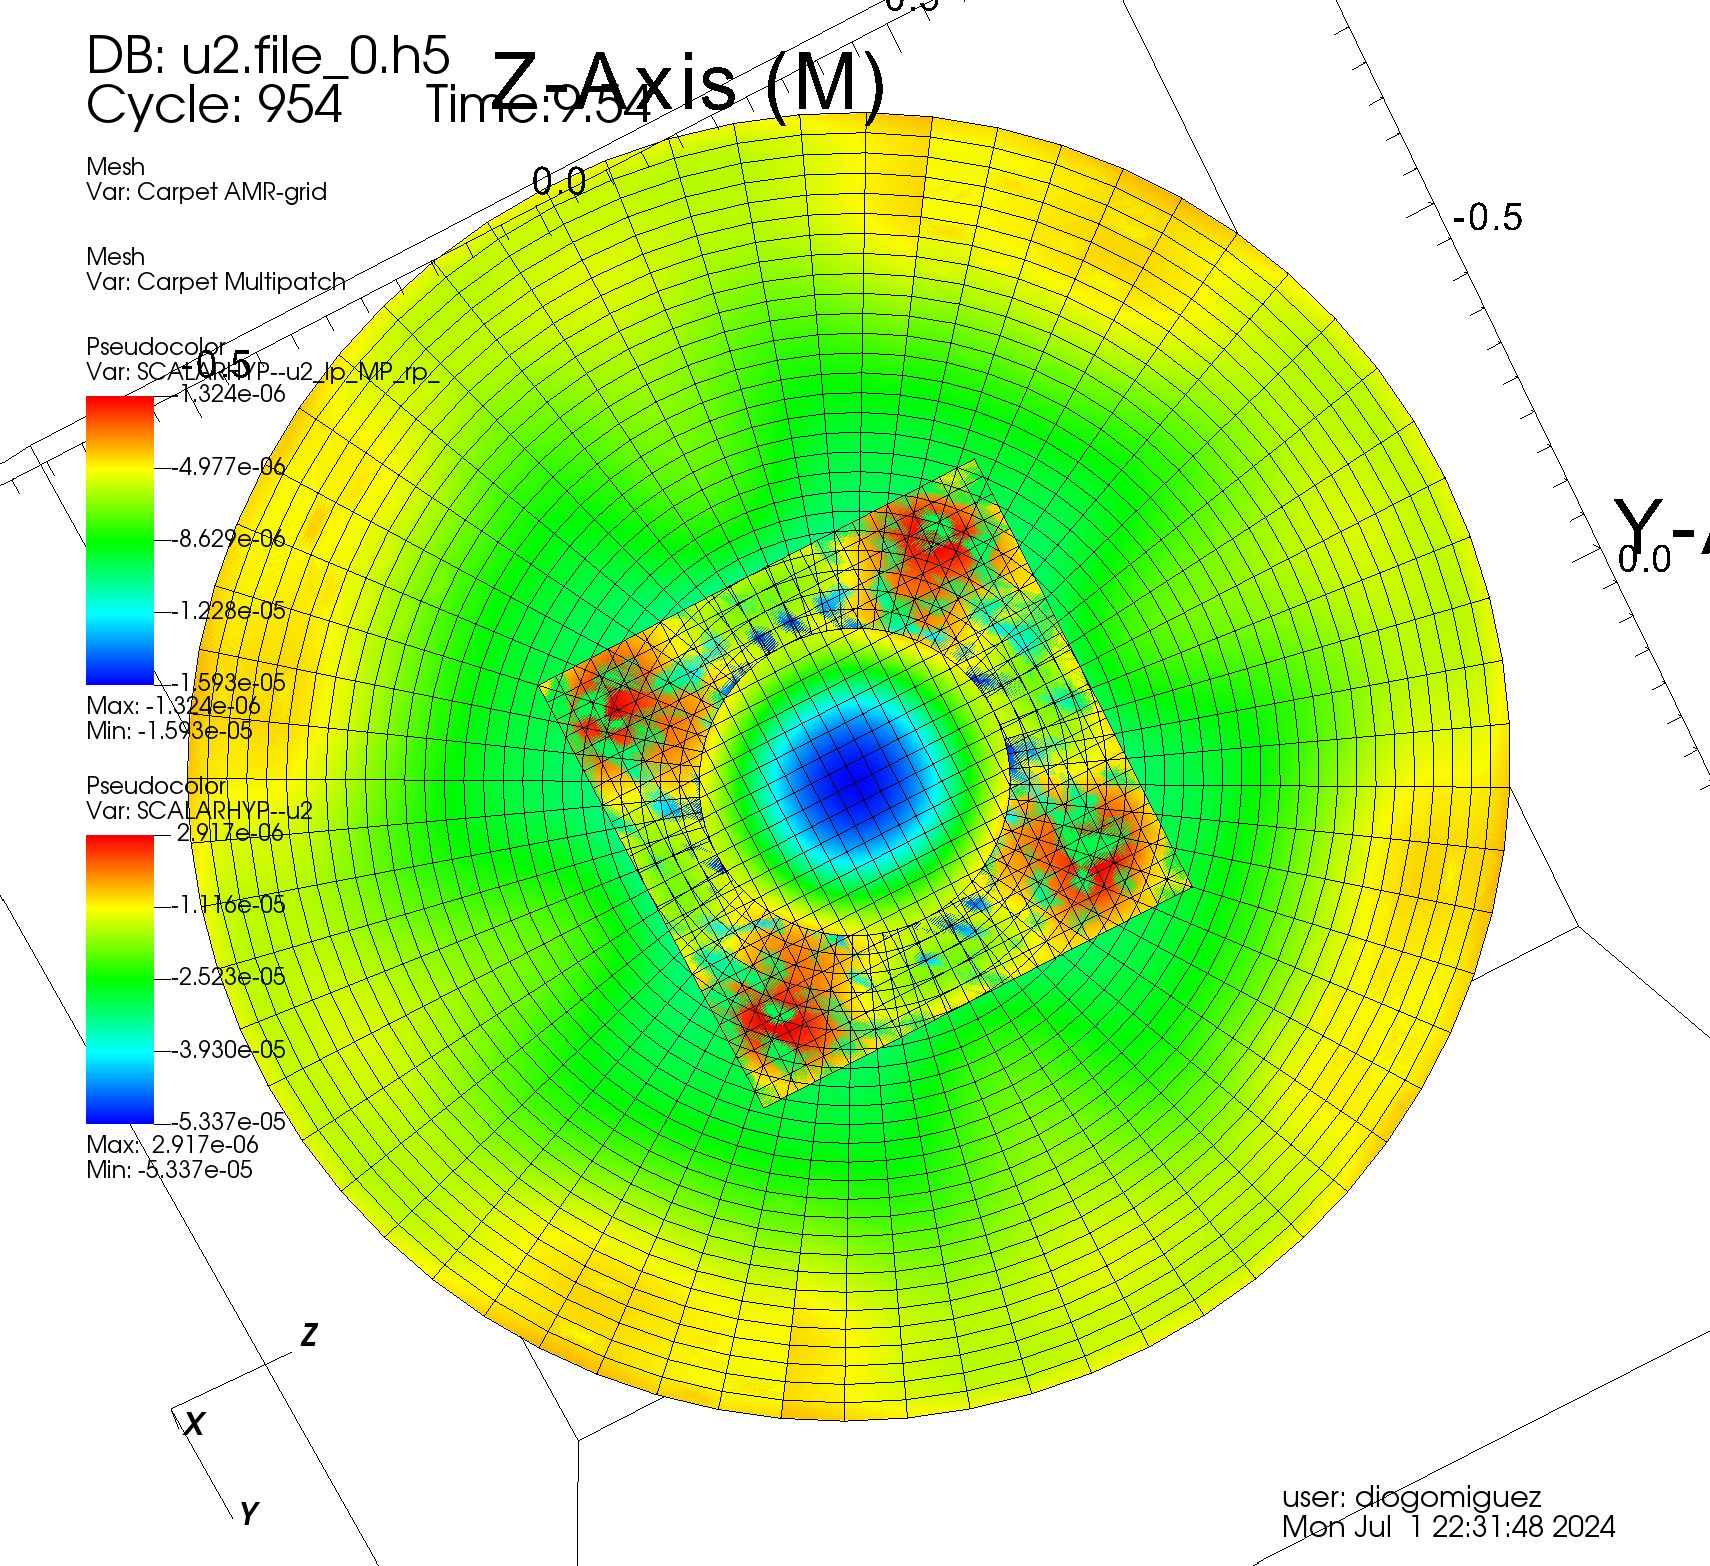 0.5
DB: u2.file_0.h5
Z-Axis (M)
Cycle: 954 Time:9.54
Mesh
Var: Carpet AMR-grid
0.0
-0.5
Mesh
Var: Carpet Multipatch
Pseudocolor
-0.5
Var: SCALARHYP--u2_lp_MP_rp_
-1.324e-06
-4.977e-06
-8.629e-06
-1.228e-05
-1.593e-05
Max: -1.324e-06
Min: -1.593e-05
Y-A
0.0
Pseudocolor
Var: SCALARHYP--u2
2.917e-06
-1.116e-05
-2.523e-05
-3.930e-05
-5.337e-05
Max: 2.917e-06
Min: -5.337e-05
Z
X
Y
user: diogomiguez
Mon Jul 1 22:31:48 2024